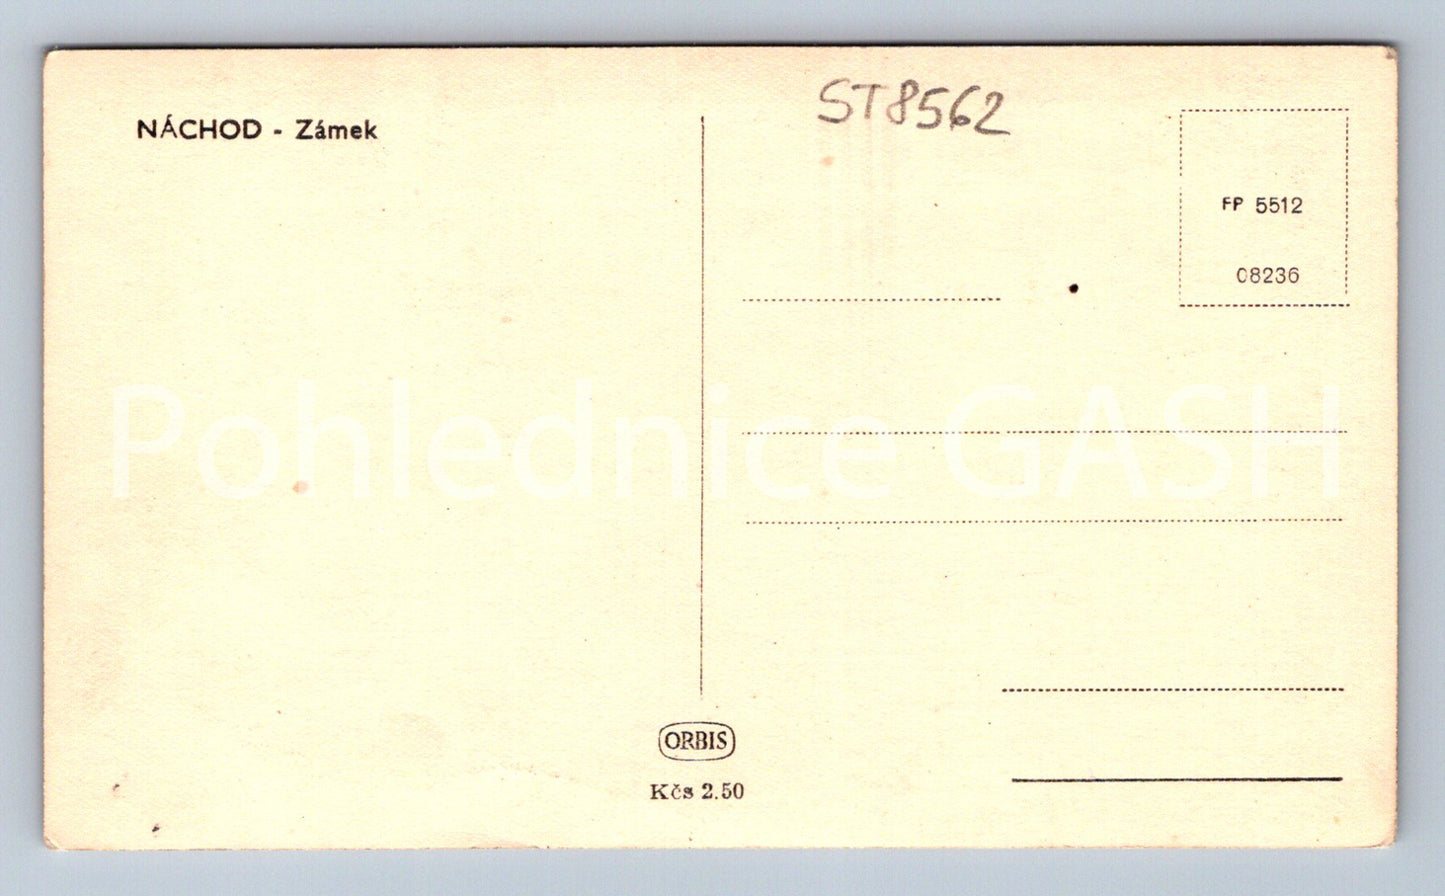 NÁCHOD - Zámek
ST8562
FP 5512
08236
Pohlednice GASH
ORBIS
Kčs 2.50